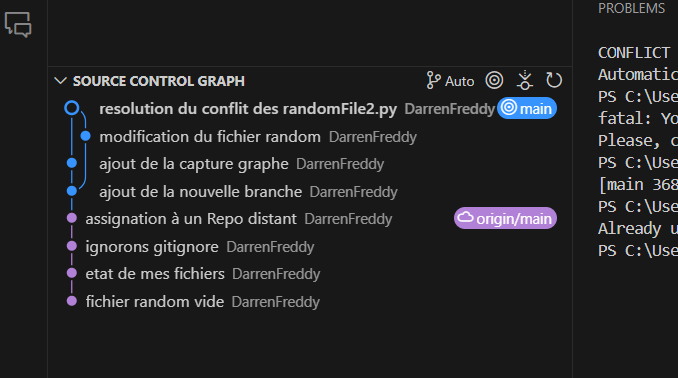 PROBLEMS
SOURCE CONTROL GRAPH
Auto
resolution du conflit des randomFile2.py DarrenFreddy main
modification du fichier random DarrenFreddy
ajout de la capture graphe DarrenFreddy
ajout de la nouvelle branche DarrenFreddy
assignation à un Repo distant DarrenFreddy origin/main
ignorons gitignore DarrenFreddy
etat de mes fichiers DarrenFreddy
fichier random vide DarrenFreddy
CONFLICT
Automatic
PS C:\Use
fatal: Yo
Please, c
PS C:\Use
[main 368
PS C:\Use
Already u
PS C:\Use